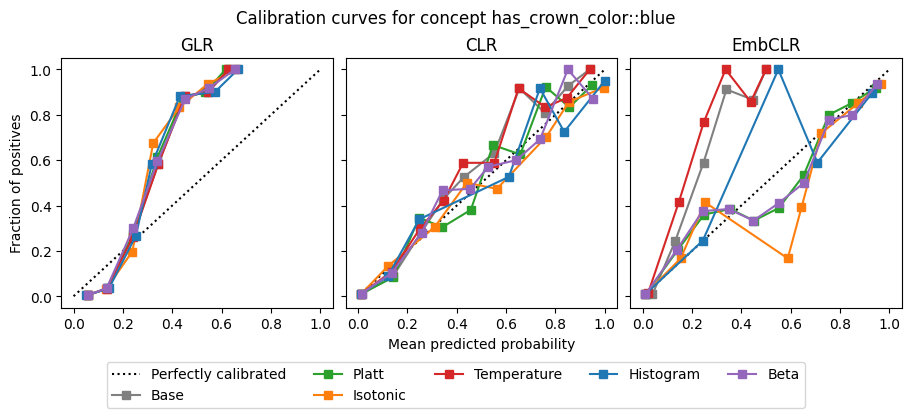 Calibration curves for concept has_crown_color::blue
GLR
CLR
EmbCLR
Fraction of positives
1.0
0.8
0.6
0.4
0.2
0.0
0.0 0.2 0.4 0.6 0.8 1.0
0.0 0.2 0.4 0.6 0.8 1.0
0.0 0.2 0.4 0.6 0.8 1.0
Mean predicted probability
Perfectly calibrated
Base
Platt
Isotonic
Temperature
Histogram
Beta